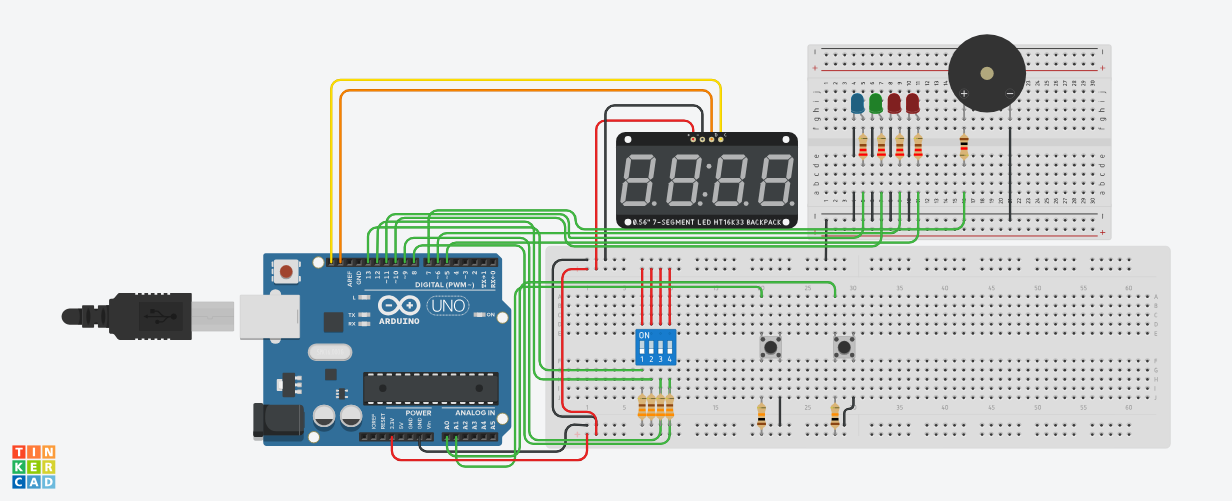 0.56" 7-SEGMENT LED HT16K33 BACKPACK
AREF
GND
13
12
~11
~10
~9
8
7
~6
~5
4
~3
2
TX→1
RX←0
DIGITAL (PWM~)
L
TX
RX
ARDUINO
UNO
ON
ON
1 2 3 4
POWER
ANALOG IN
IOREF
RESET
3.3V
5V
GND
GND
Vin
A0
A1
A2
A3
A4
A5
TIN
KER
CAD